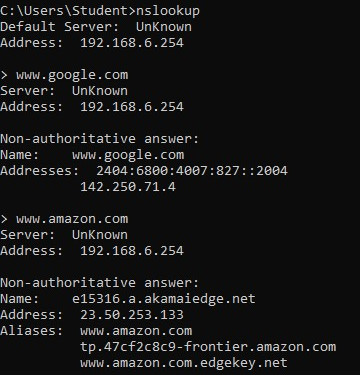 C:\Users\Student>nslookup
Default Server:  UnKnown
Address:  192.168.6.254
> www.google.com
Server:  UnKnown
Address:  192.168.6.254
Non-authoritative answer:
Name:    www.google.com
Addresses:  2404:6800:4007:827::2004
142.250.71.4
> www.amazon.com
Server:  UnKnown
Address:  192.168.6.254
Non-authoritative answer:
Name:    e15316.a.akamaiedge.net
Address:  23.50.253.133
Aliases:  www.amazon.com
tp.47cf2c8c9-frontier.amazon.com
www.amazon.com.edgekey.net